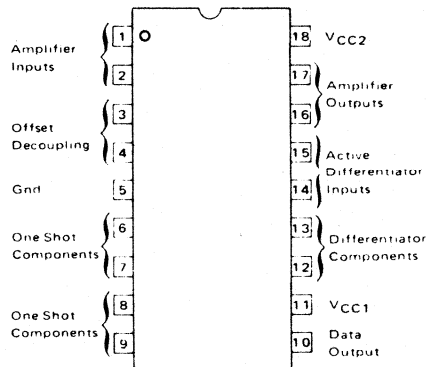 Amplifier
Inputs
1
2
Offset
Decoupling
3
4
Gnd
5
One Shot
Components
6
7
One Shot
Components
8
9
18 VCC2
17
16
Amplifier
Outputs
15
14
Active
Differentiator
Inputs
13
12
Differentiator
Components
11 VCC1
10 Data
Output